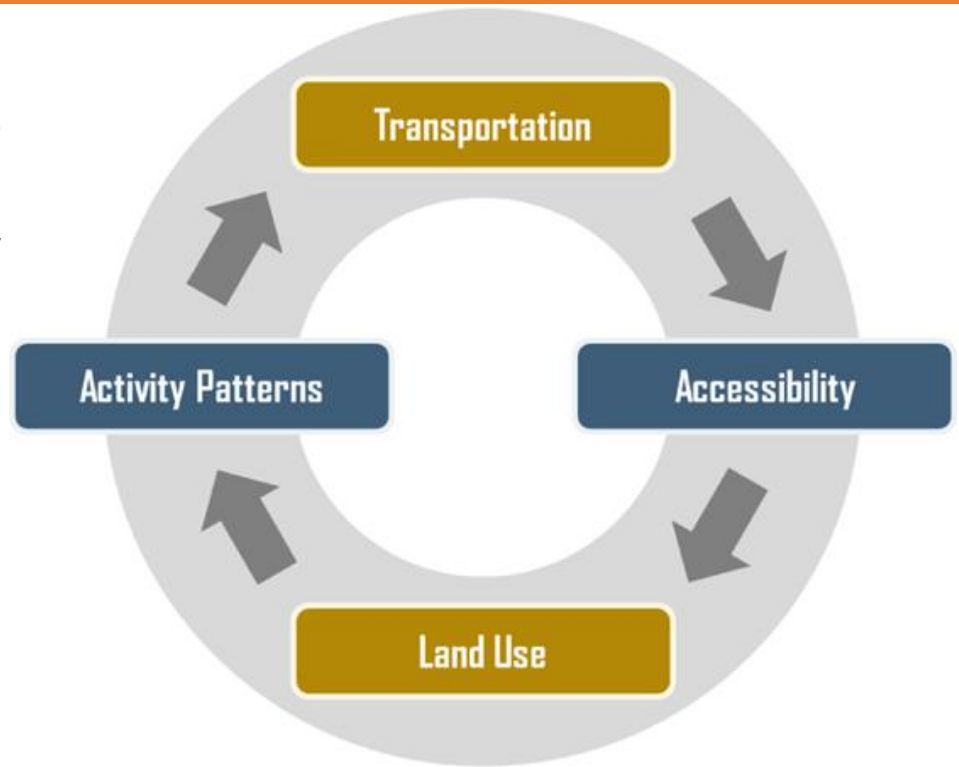 Transportation
Activity Patterns
Accessibility
Land Use